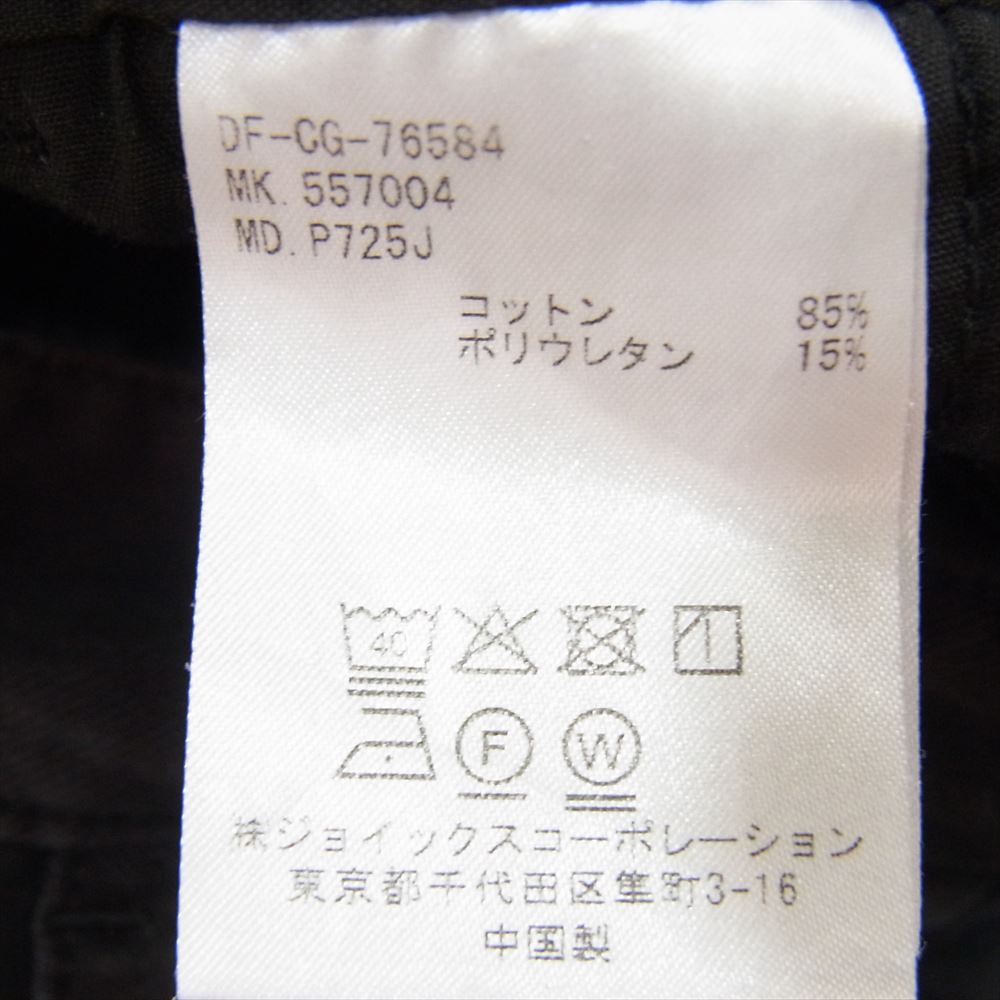 DF-CG-76584
MK. 557004
MD. P725J
コットン 85%
ポリウレタン 15%
40
F W
㈱ジョイックスコーポレーション
東京都千代田区隼町3-16
中国製